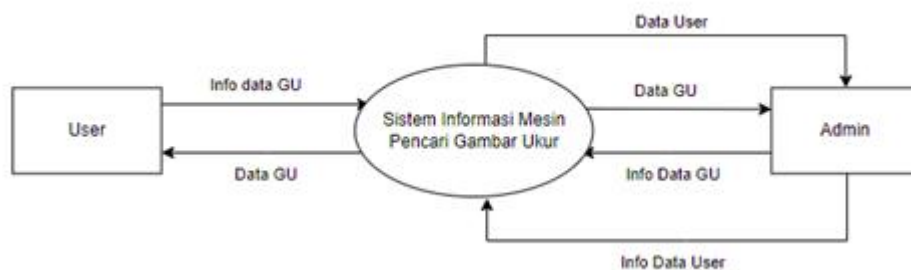 Data User
Info data GU
Data GU
User
Sistem Informasi Mesin
Pencari Gambar Ukur
Admin
Data GU
Info Data GU
Info Data User